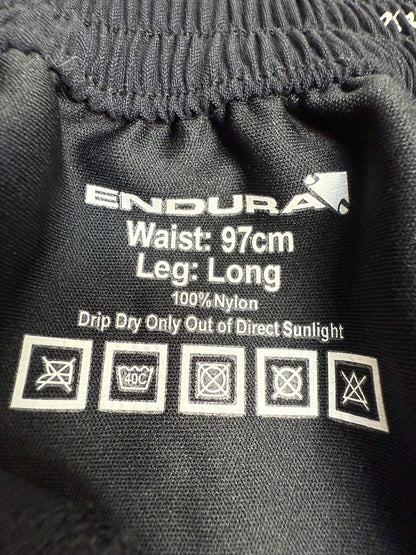 ENDURA
Waist: 97cm
Leg: Long
100% Nylon
Drip Dry Only Out of Direct Sunlight
40C